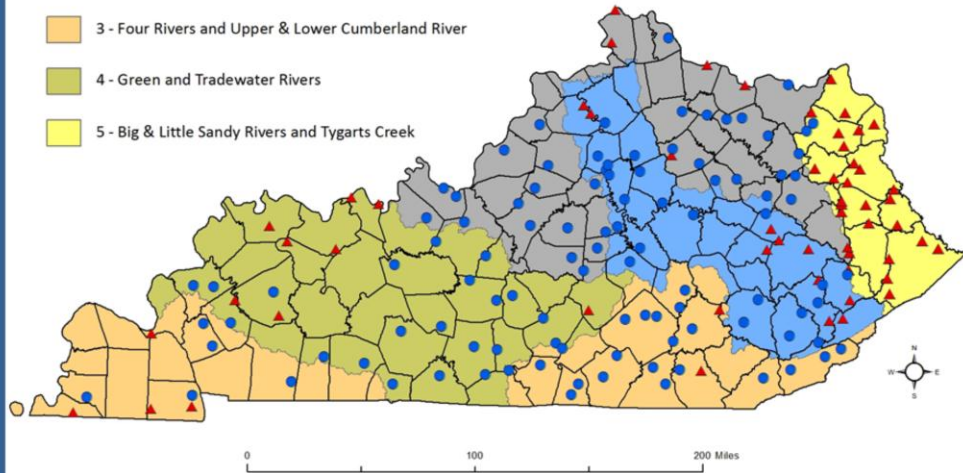 3 - Four Rivers and Upper & Lower Cumberland River
4 - Green and Tradewater Rivers
5 - Big & Little Sandy Rivers and Tygarts Creek
N
W
E
S
0
100
200 Miles